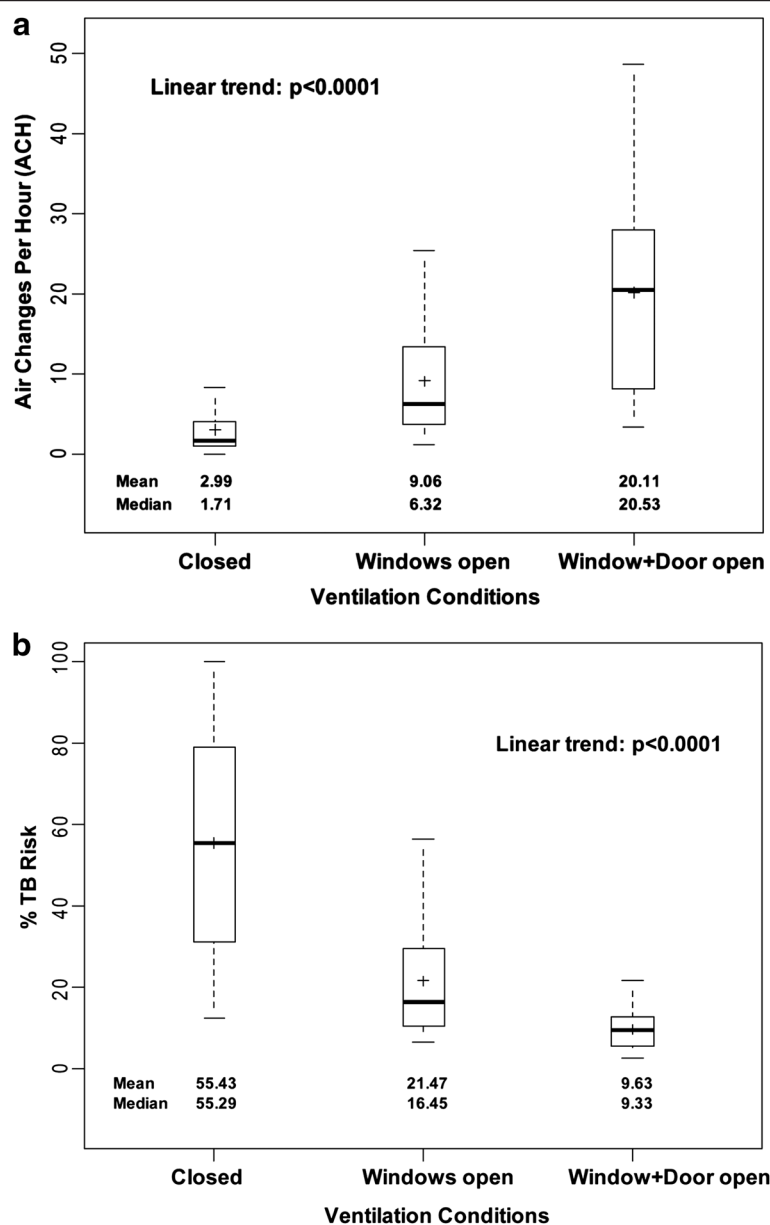 a
Linear trend: p<0.0001
Air Changes Per Hour (ACH)
50
40
30
20
10
0
Mean 2.99 9.06 20.11
Median 1.71 6.32 20.53
Closed Windows open Window+Door open
Ventilation Conditions
b
Linear trend: p<0.0001
% TB Risk
100
80
60
40
20
0
Mean 55.43 21.47 9.63
Median 55.29 16.45 9.33
Closed Windows open Window+Door open
Ventilation Conditions